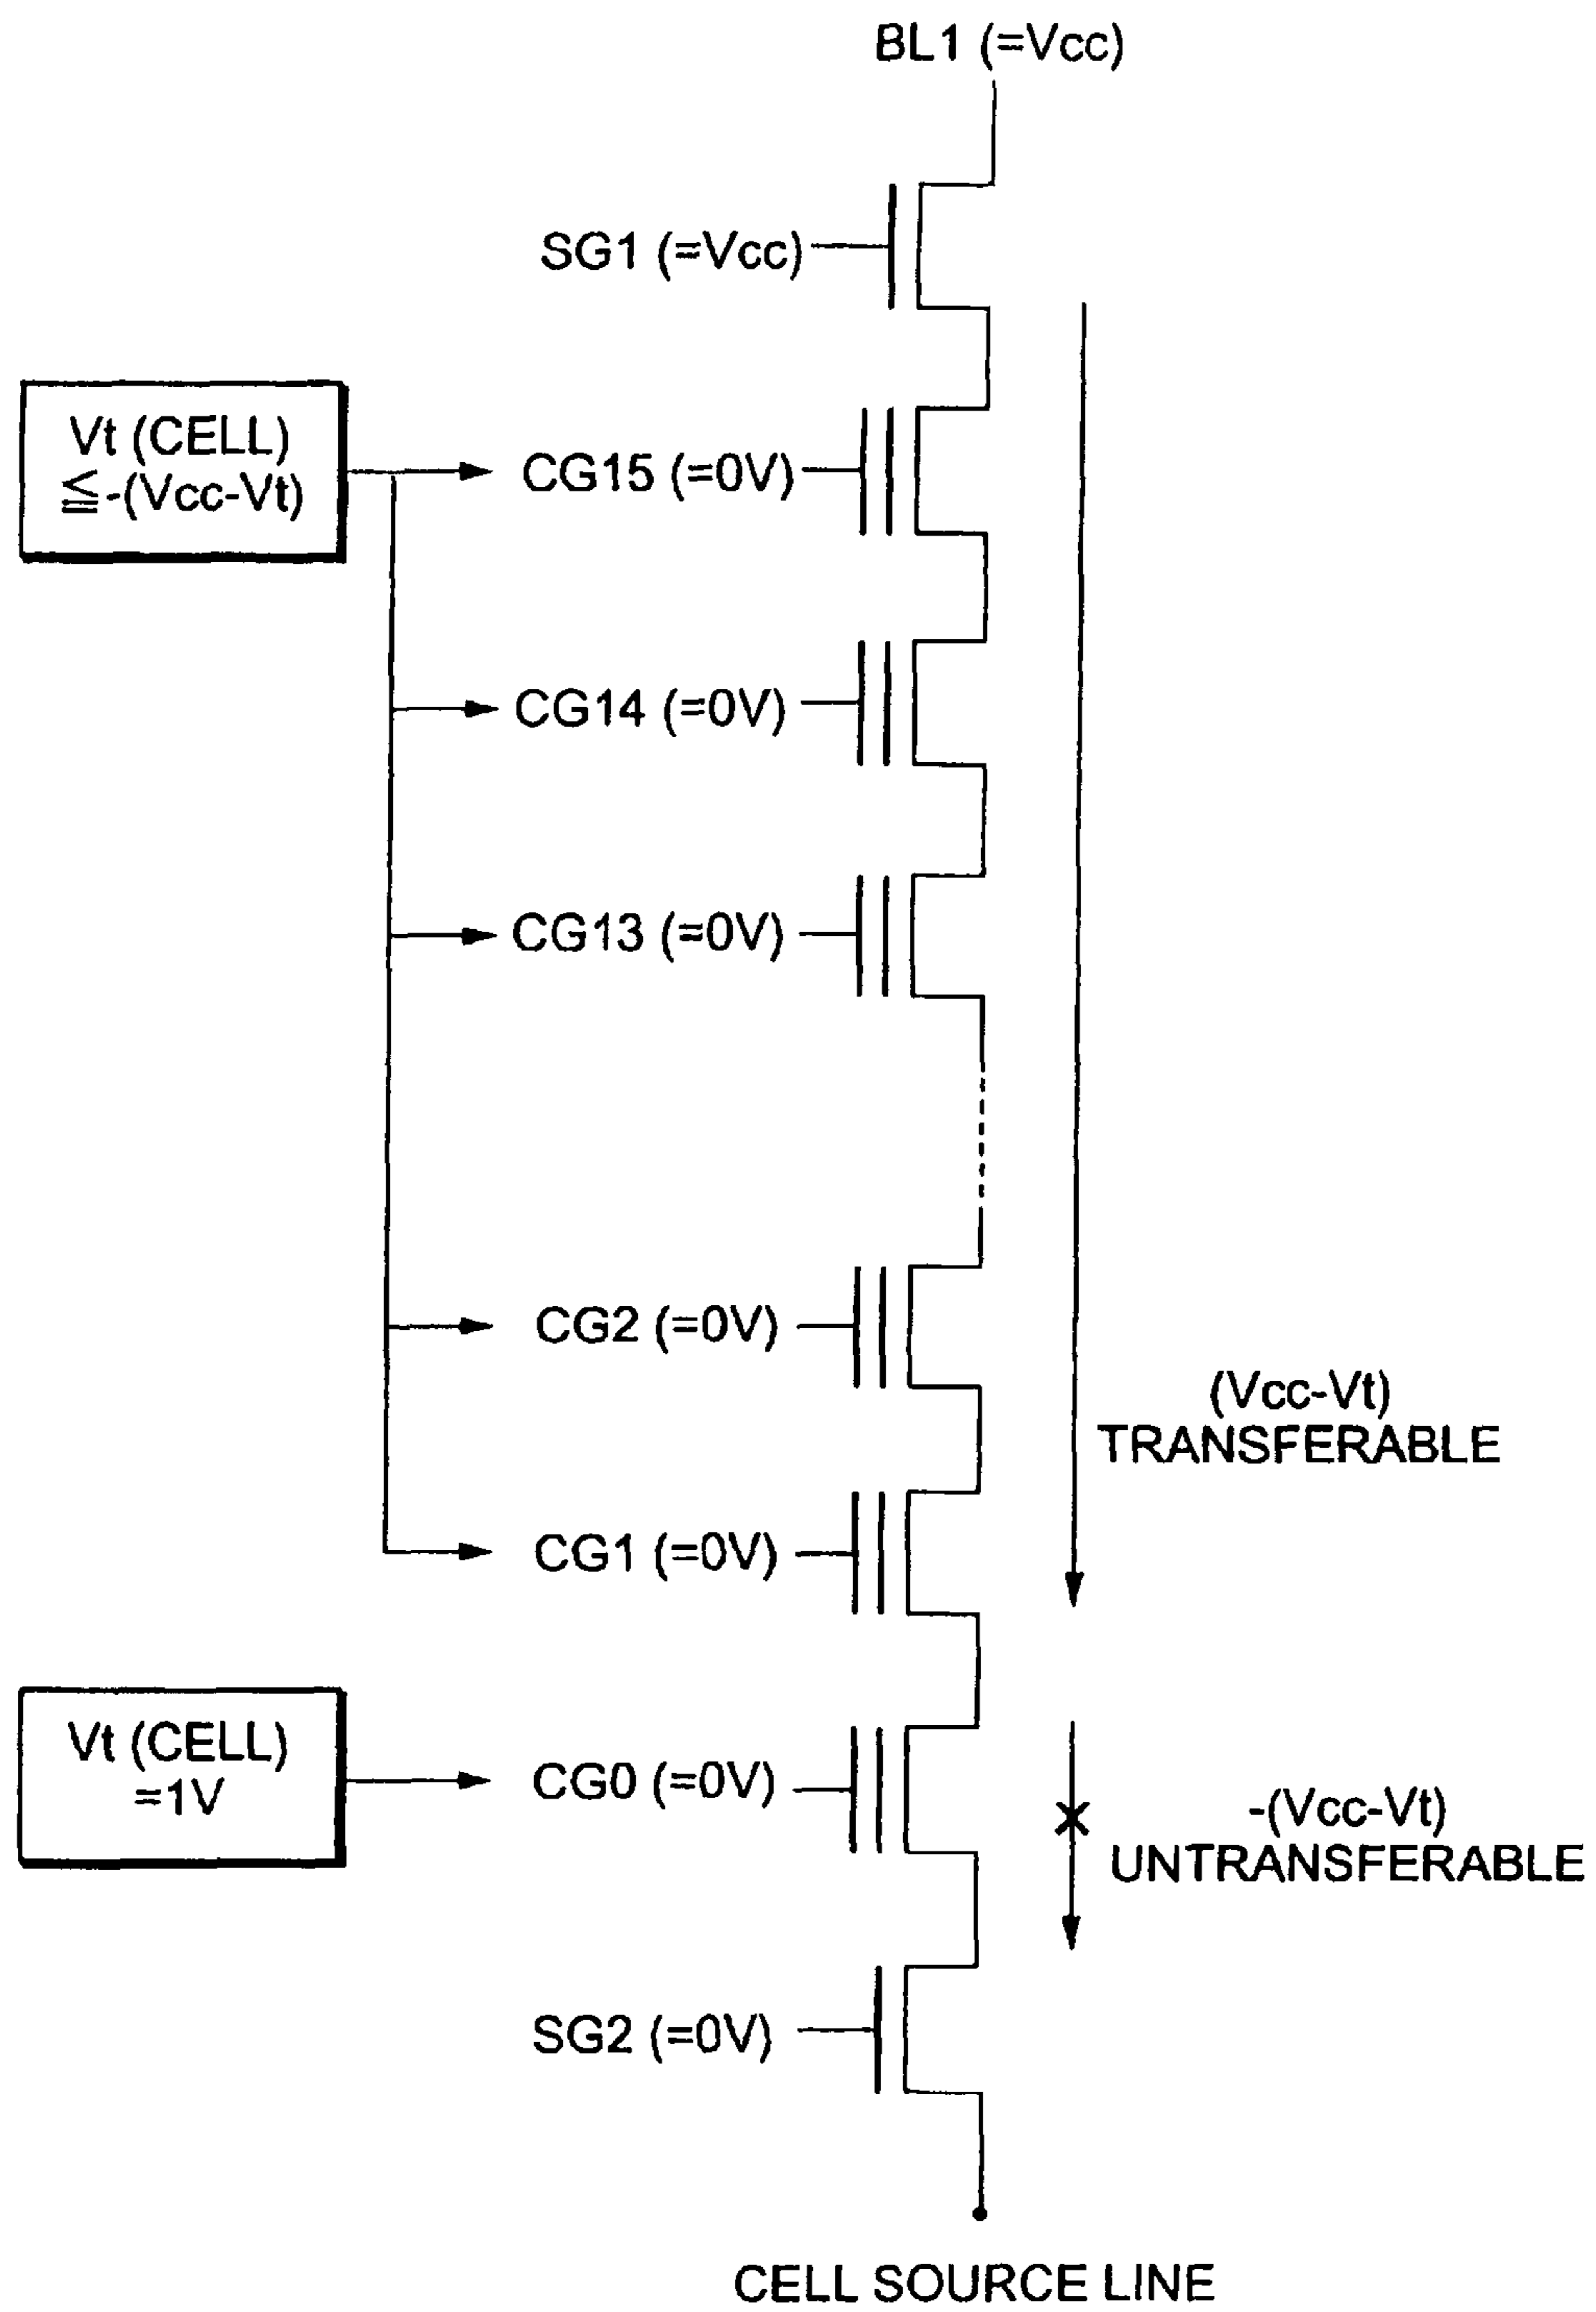 BL1 (=Vcc)
SG1 (=Vcc)
Vt (CELL)
≦-(Vcc-Vt)
CG15 (=0V)
CG14 (=0V)
CG13 (=0V)
CG2 (=0V)
(Vcc-Vt)
TRANSFERABLE
CG1 (=0V)
Vt (CELL)
=1V
CG0 (=0V)
-(Vcc-Vt)
UNTRANSFERABLE
SG2 (=0V)
CELL SOURCE LINE